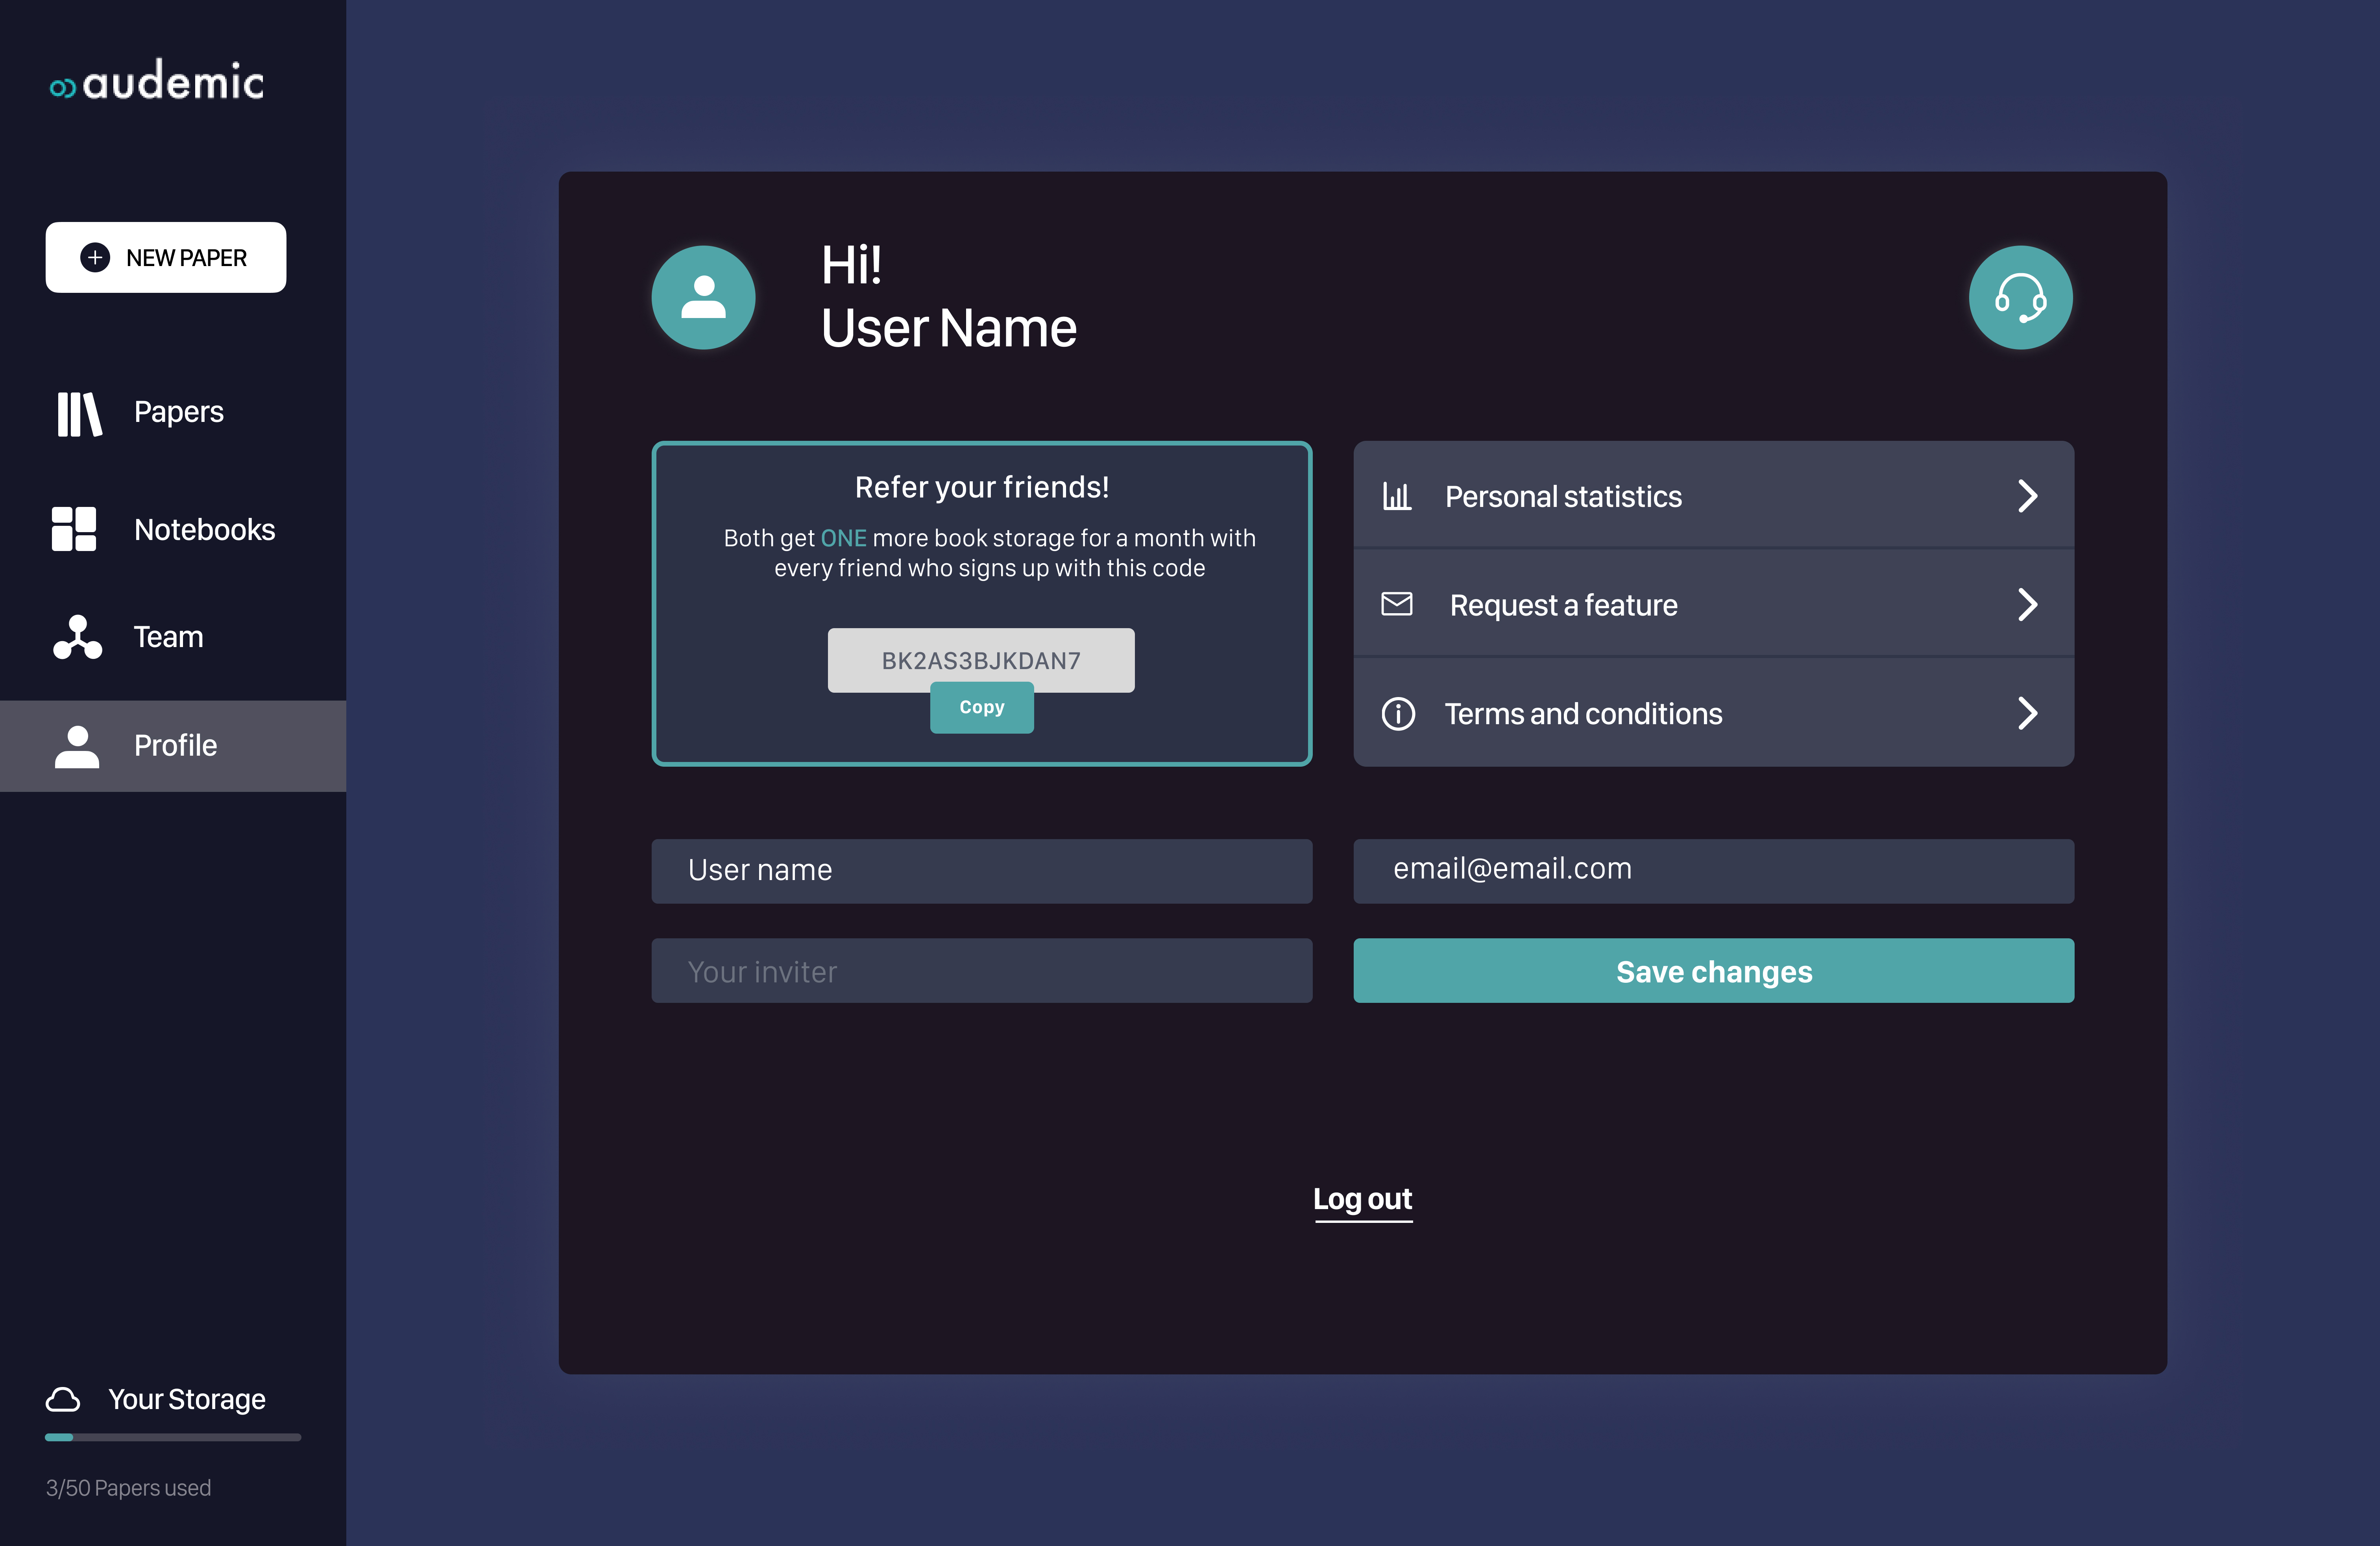 audemic
NEW PAPER
Papers
Notebooks
Team
Profile
Your Storage
3/50 Papers used
Hi!
User Name
Refer your friends!
Both get ONE more book storage for a month with
every friend who signs up with this code
BK2AS3BJKDAN7
Copy
Personal statistics
Request a feature
Terms and conditions
User name
email@email.com
Your inviter
Save changes
Log out